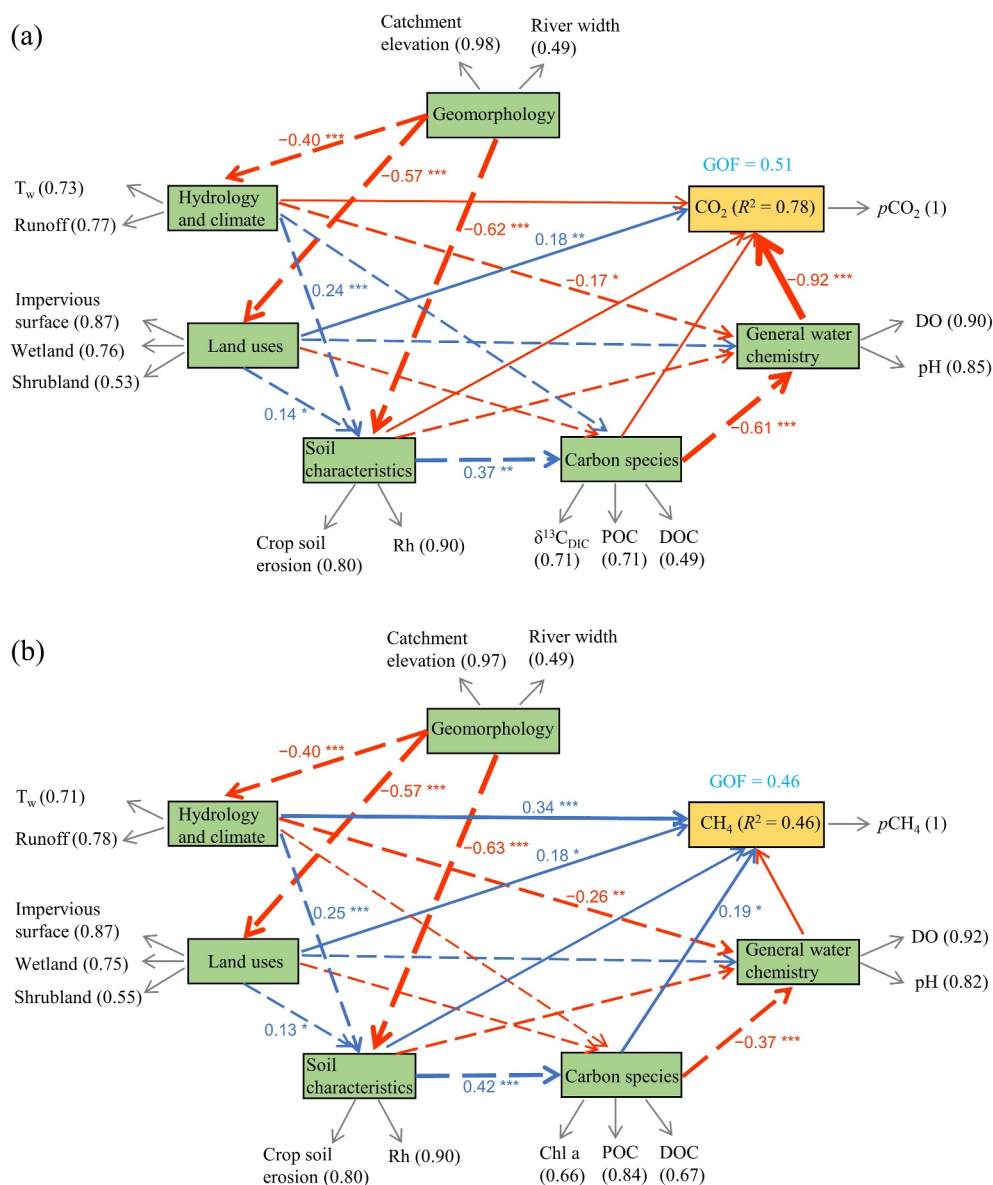 (a)
Catchment
elevation (0.98)
River width
(0.49)
Geomorphology
−0.40 ***
−0.57 ***
GOF = 0.51
T_w (0.73)
Runoff (0.77)
Hydrology
and climate
CO₂ (R² = 0.78)
pCO₂ (1)
−0.62 ***
0.18 **
0.24 ***
−0.17 *
−0.92 ***
Impervious
surface (0.87)
Wetland (0.76)
Shrubland (0.53)
Land uses
General water
chemistry
DO (0.90)
pH (0.85)
0.14 *
−0.61 ***
Soil
characteristics
0.37 **
Carbon species
Crop soil
erosion (0.80)
Rh (0.90)
δ¹³C_DIC
(0.71)
POC
(0.71)
DOC
(0.49)
(b)
Catchment
elevation (0.97)
River width
(0.49)
Geomorphology
−0.40 ***
−0.57 ***
GOF = 0.46
T_w (0.71)
Runoff (0.78)
Hydrology
and climate
0.34 ***
CH₄ (R² = 0.46)
pCH₄ (1)
−0.63 ***
0.18 *
0.25 ***
−0.26 **
0.19 *
Impervious
surface (0.87)
Wetland (0.75)
Shrubland (0.55)
Land uses
General water
chemistry
DO (0.92)
pH (0.82)
0.13 *
−0.37 ***
Soil
characteristics
0.42 ***
Carbon species
Crop soil
erosion (0.80)
Rh (0.90)
Chl a
(0.66)
POC
(0.84)
DOC
(0.67)